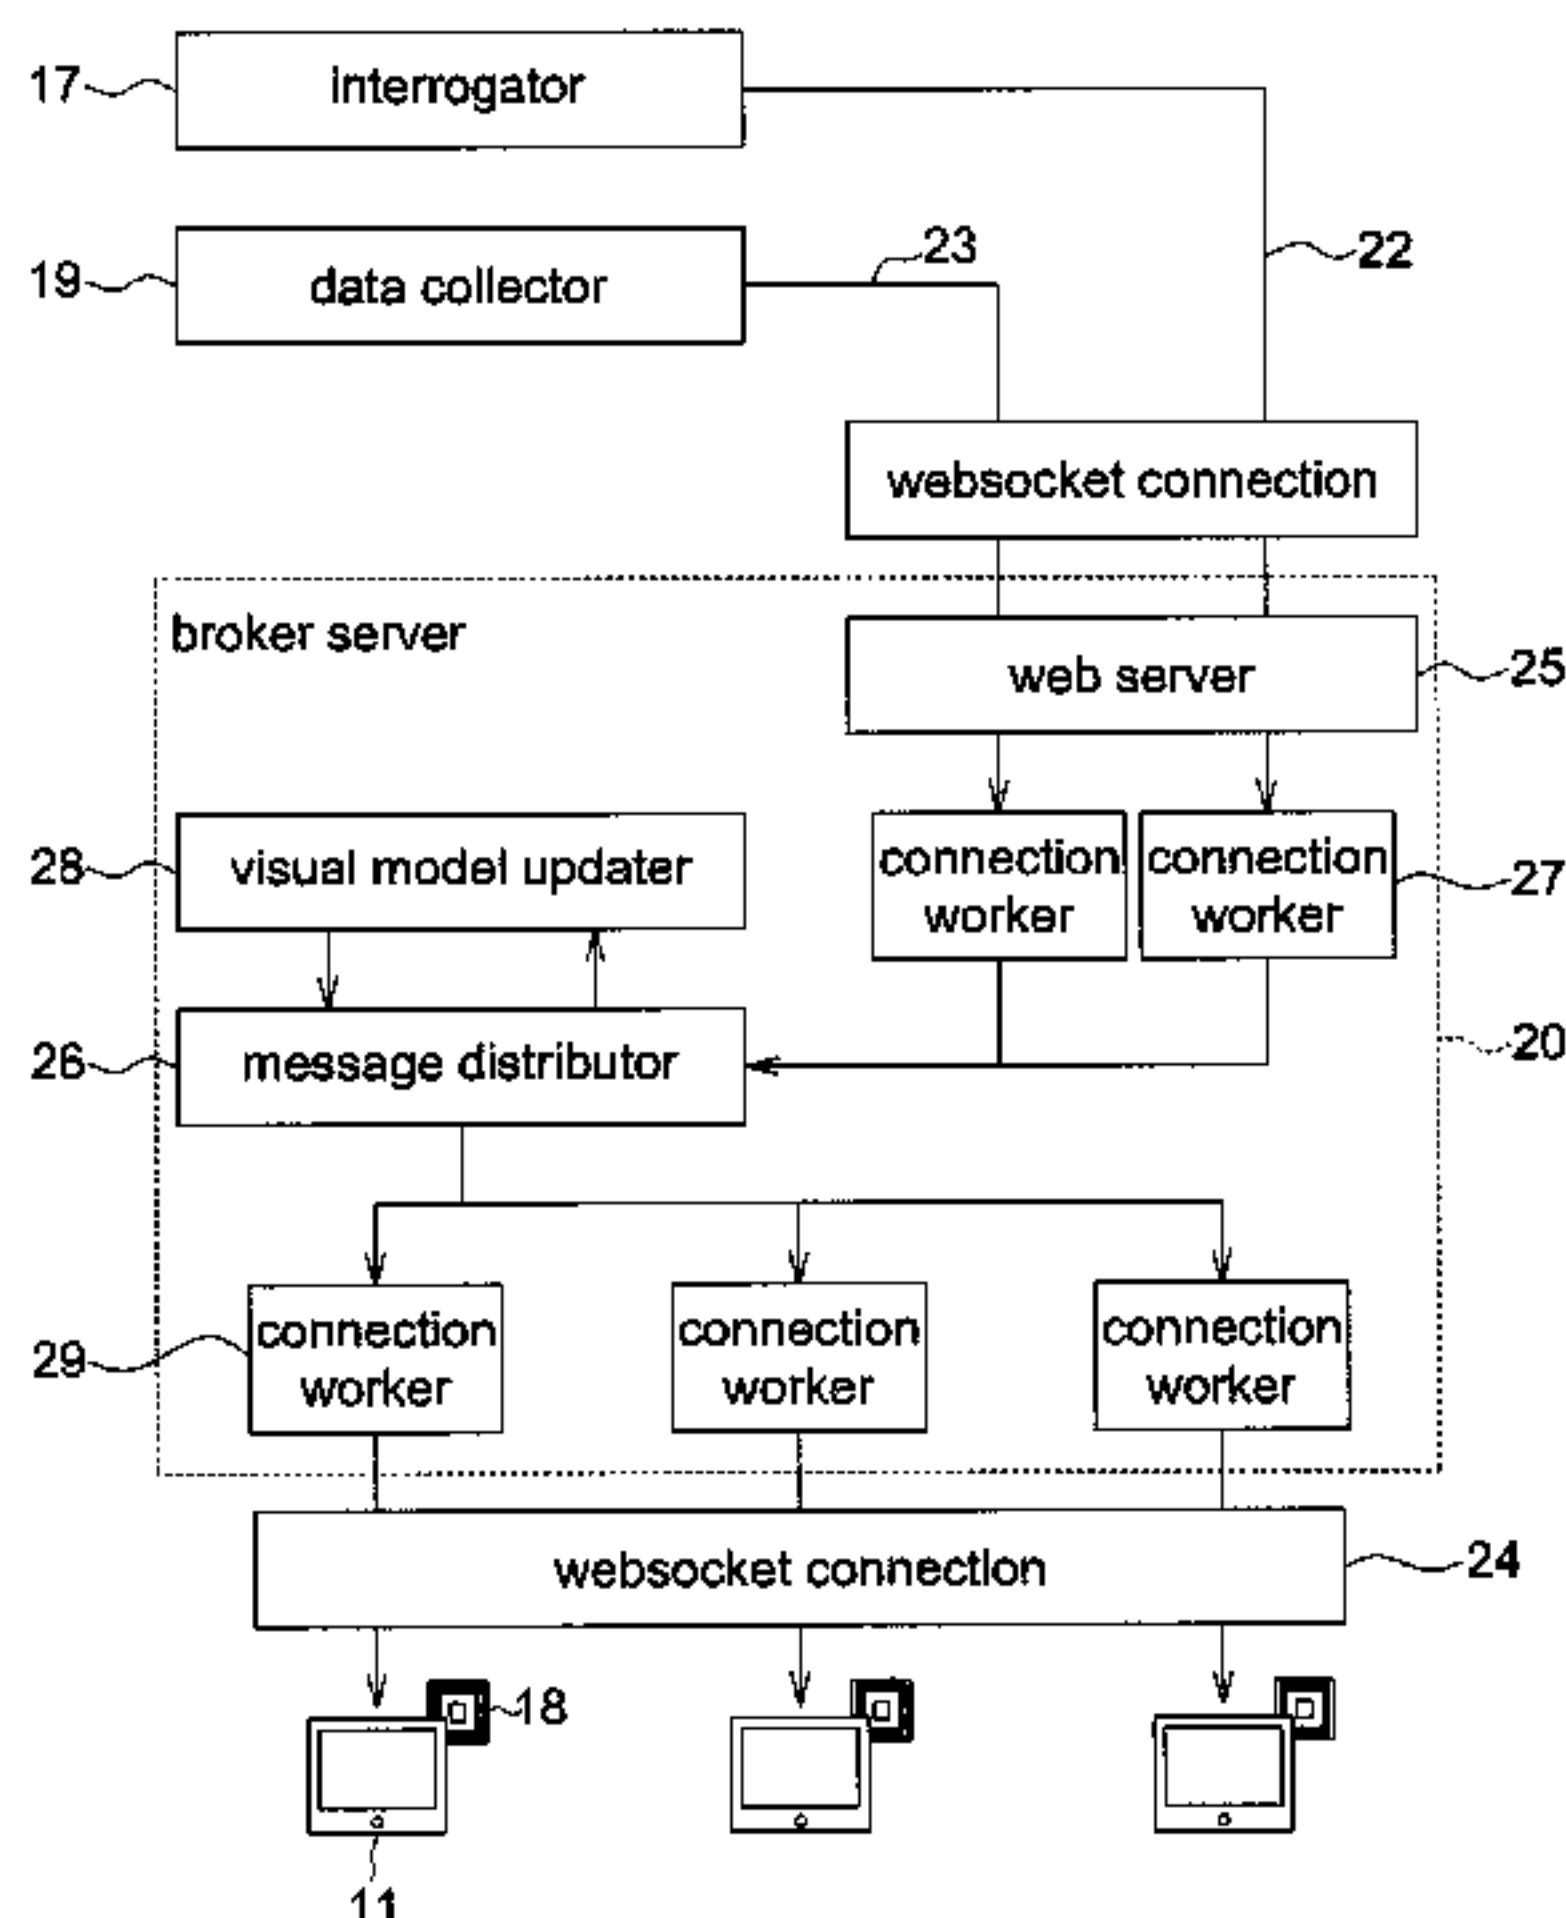 17
interrogator
19
data collector
23
22
websocket connection
broker server
web server
25
28
visual model updater
connection
worker
connection
worker
27
26
message distributor
20
29
connection
worker
connection
worker
connection
worker
websocket connection
24
18
11